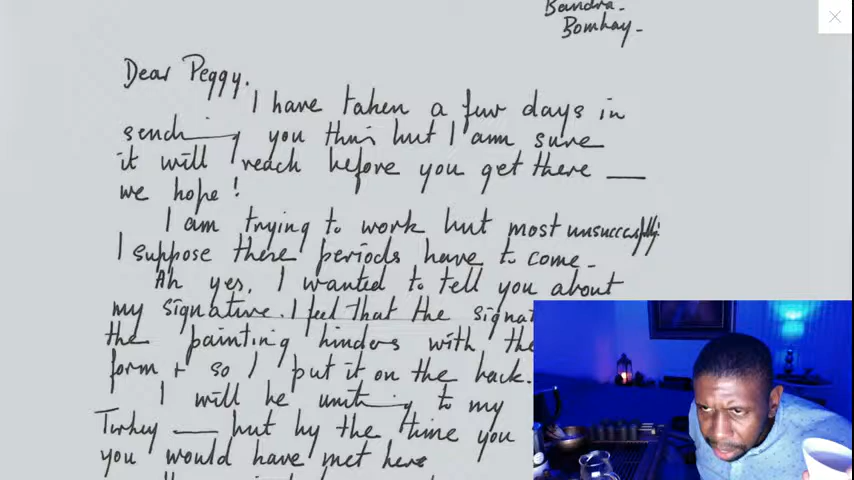 Bandra.
Bombay.
Dear Peggy.
I have taken a few days in
sending you this but I am sure
it will reach before you get there __
we hope!
I am trying to work but most unsuccessfully.
I suppose these periods have to come.
Ah yes, I wanted to tell you about
my signature. I feel that the
the painting hinders with the
form + so I put it on the back.
I will be writing to my
Turkey __ but by the time you
you would have met